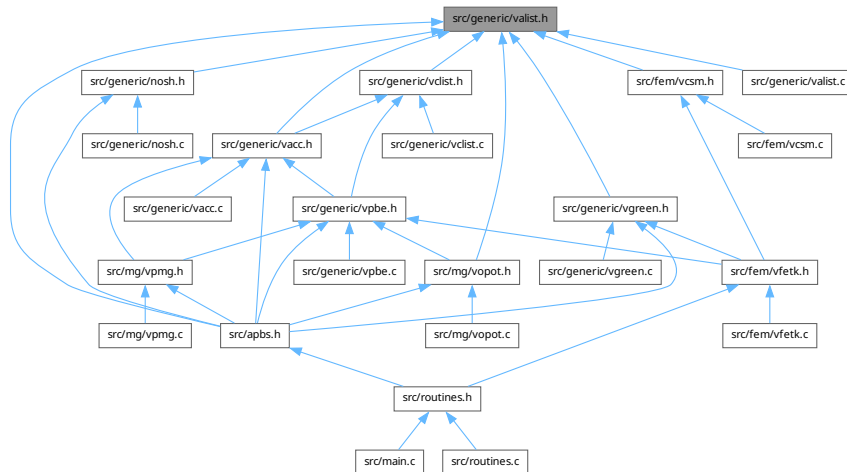 src/generic/valist.h
src/generic/nosh.h
src/generic/vclist.h
src/fem/vcsm.h
src/generic/valist.c
src/generic/nosh.c
src/generic/vacc.h
src/generic/vclist.c
src/fem/vcsm.c
src/generic/vacc.c
src/generic/vpbe.h
src/generic/vgreen.h
src/mg/vpmg.h
src/generic/vpbe.c
src/mg/vopot.h
src/generic/vgreen.c
src/fem/vfetk.h
src/mg/vpmg.c
src/apbs.h
src/mg/vopot.c
src/fem/vfetk.c
src/routines.h
src/main.c
src/routines.c